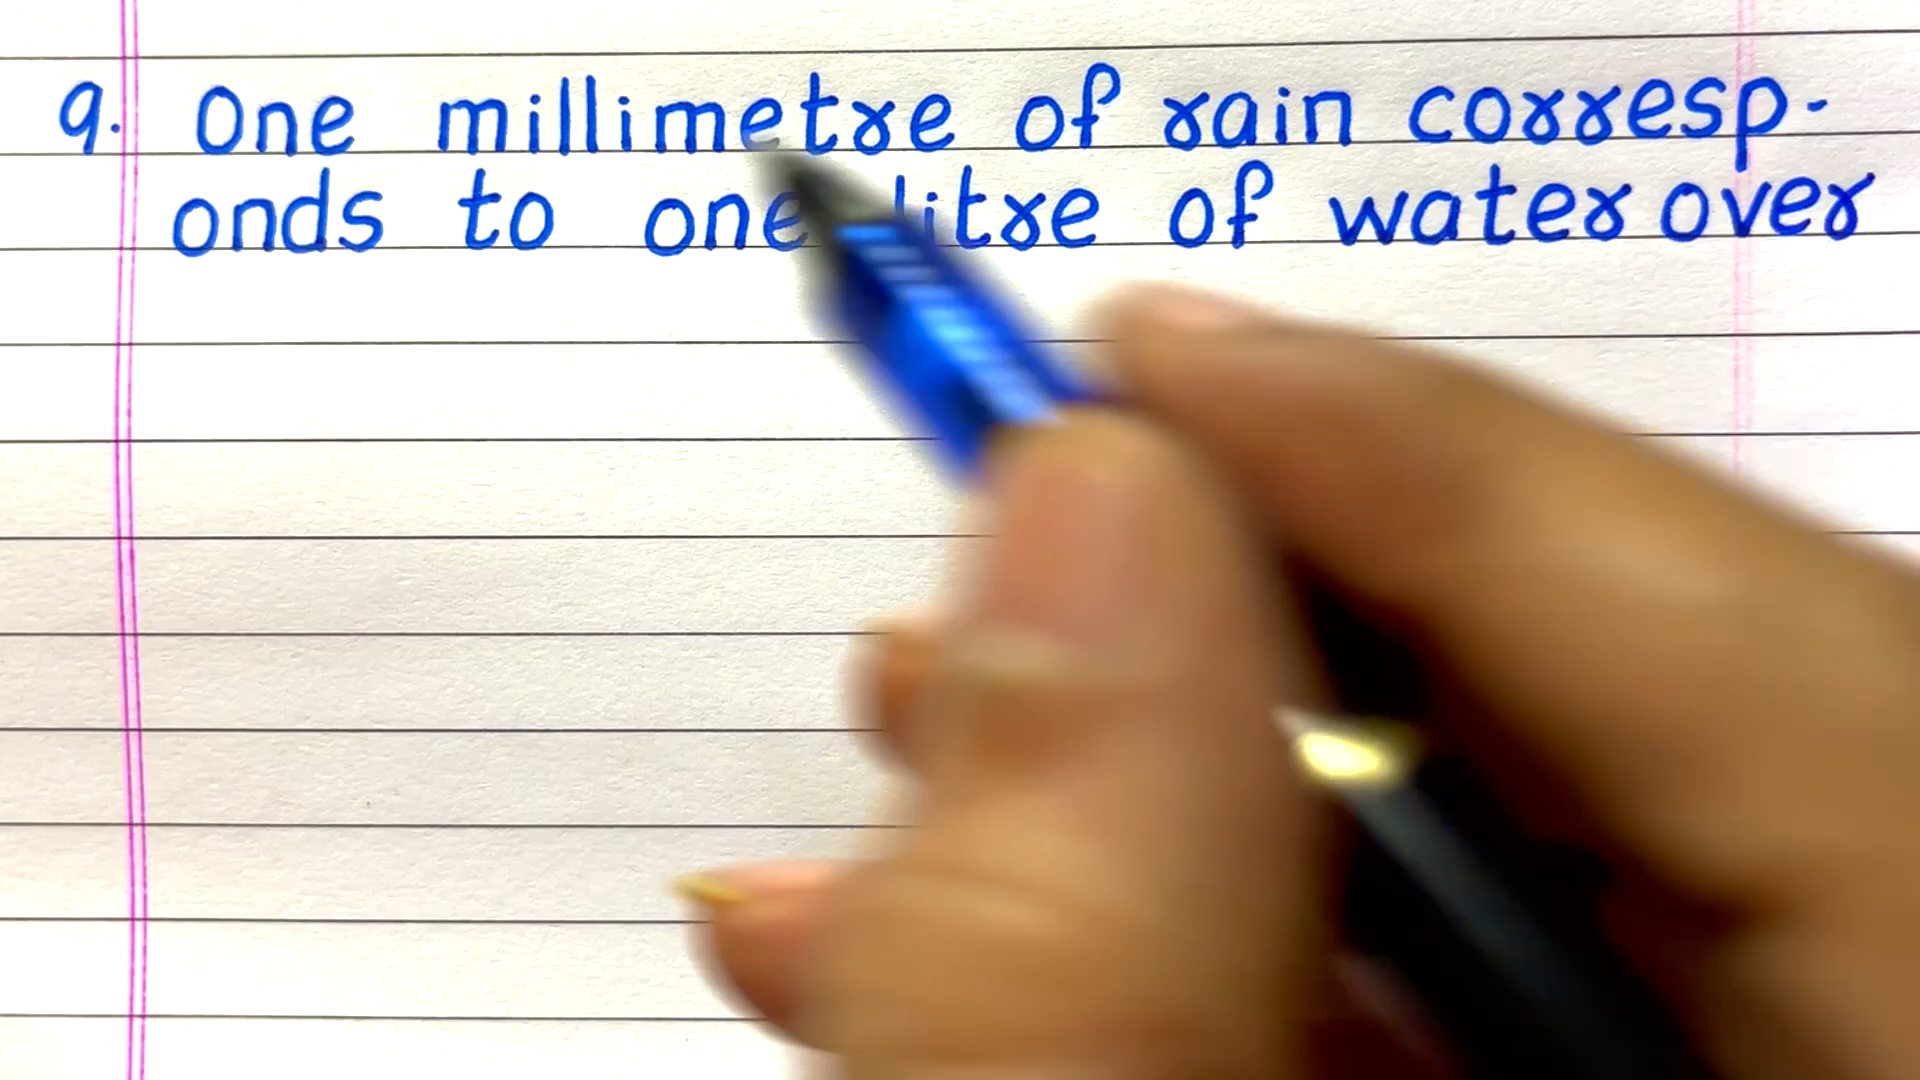 9. One millimetre of rain corresp-
onds to one litre of water over